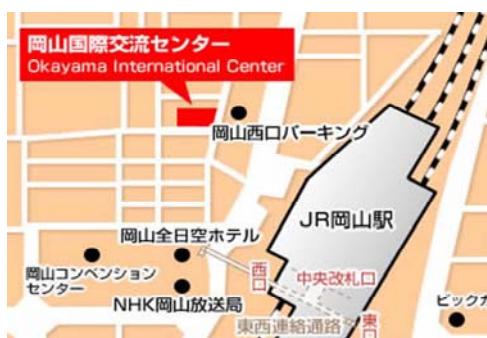 岡山国際交流センター
Okayama International Center
岡山西口パーキング
JR岡山駅
岡山全日空ホテル
西口
中央改札口
岡山コンベンション
センター
NHK岡山放送局
東西連絡通路
東口
ビックカ